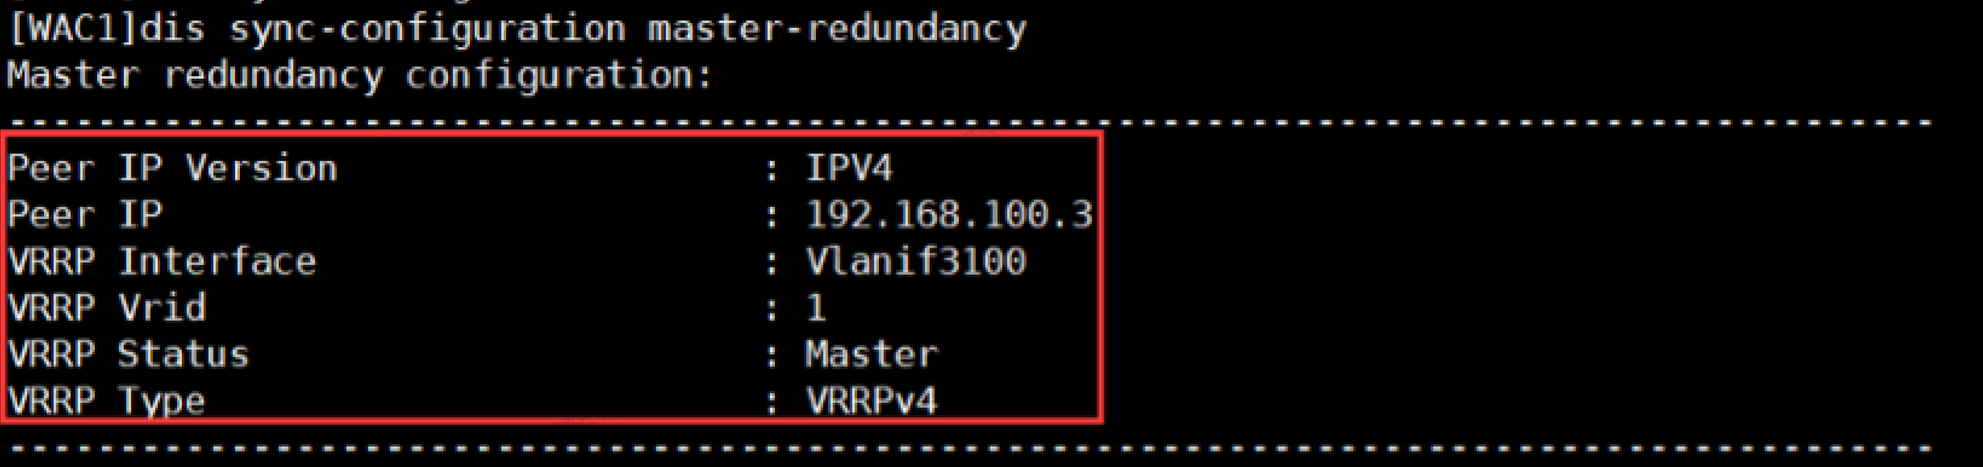 [WAC1]dis sync-configuration master-redundancy
Master redundancy configuration:
--------------------------------------------------------------------------------
Peer IP Version : IPV4
Peer IP : 192.168.100.3
VRRP Interface : Vlanif3100
VRRP Vrid : 1
VRRP Status : Master
VRRP Type : VRRPv4
--------------------------------------------------------------------------------